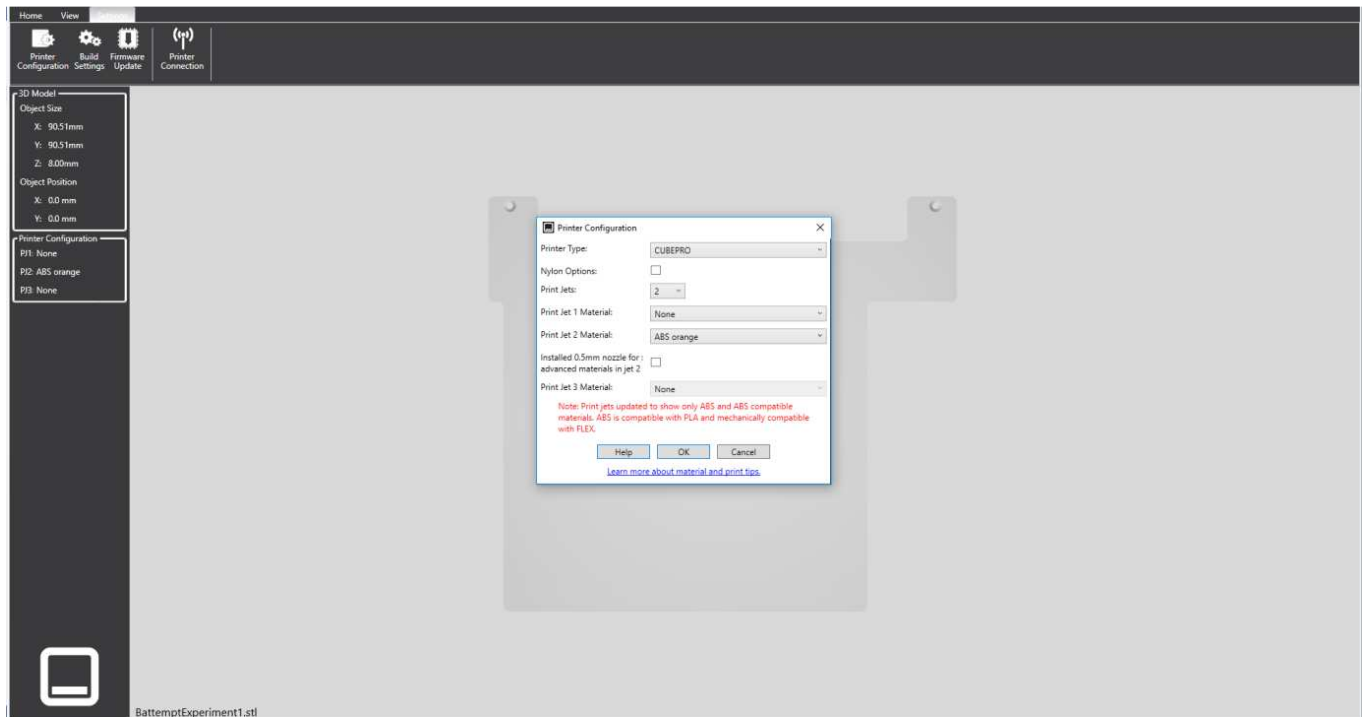 Home View
Printer Configuration
Build Settings
Firmware Update
Printer Connection
3D Model
Object Size
X: 90.51mm
Y: 90.51mm
Z: 8.00mm
Object Position
X: 0.0 mm
Y: 0.0 mm
Printer Configuration
PJ1: None
PJ2: ABS orange
PJ3: None
Printer Configuration
Printer Type: CUBEPRO
Nylon Options:
Print Jets: 2
Print Jet 1 Material: None
Print Jet 2 Material: ABS orange
Installed 0.5mm nozzle for :
advanced materials in jet 2
Print Jet 3 Material: None
Note: Print jets updated to show only ABS and ABS compatible
materials. ABS is compatible with PLA and mechanically compatible
with FLEX.
Help OK Cancel
Learn more about material and print tips.
BattemptExperiment1.stl